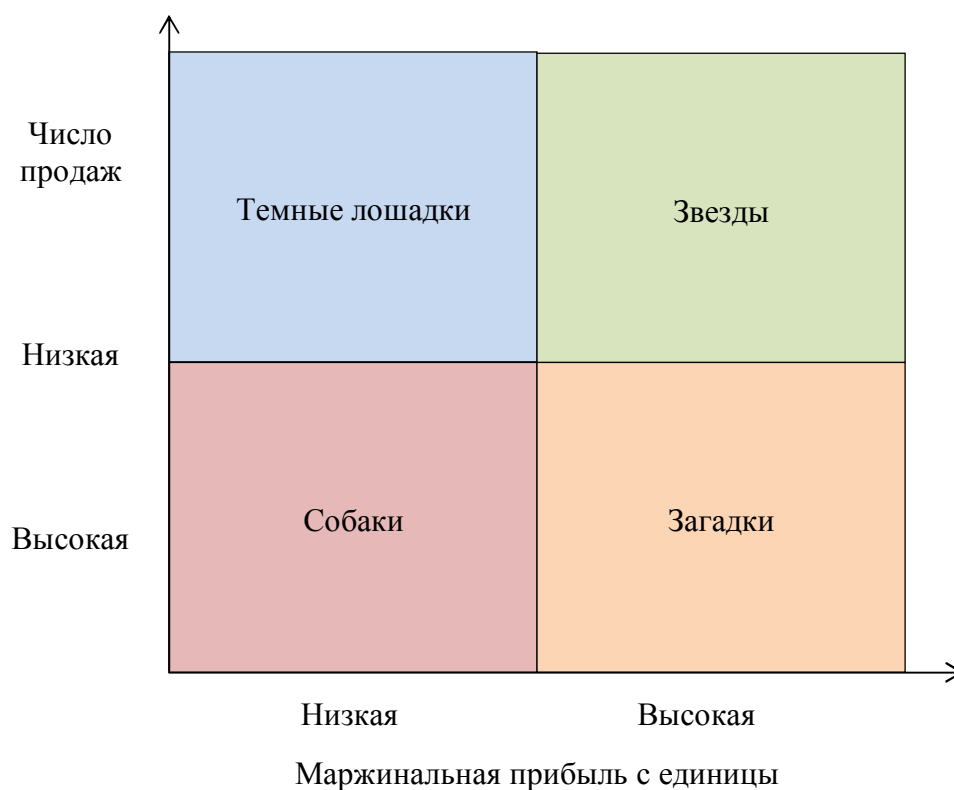 Число
продаж
Темные лошадки
Звезды
Низкая
Собаки
Загадки
Высокая
Низкая
Высокая
Маржинальная прибыль с единицы